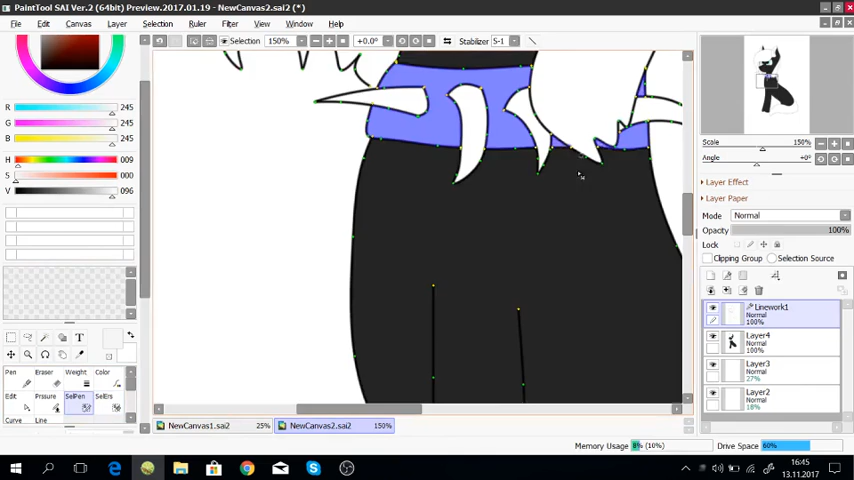 PaintTool SAI Ver.2 (64bit) Preview.2017.01.19 - NewCanvas2.sai2 (*)
File Edit Canvas Layer Selection Ruler Filter View Window Help
Selection 150% +0.0° Stabilizer S-1
R 245
G 245
B 245
H 009
S 000
V 096
T
Pen Eraser Weight Color
Edit Pressure SelPen SelErs
Curve Line
Scale 150%
Angle +0°
Layer Effect
Layer Paper
Mode Normal
Opacity 100%
Lock
Clipping Group Selection Source
Linework1
Normal
100%
Layer4
Normal
100%
Layer3
Normal
27%
Layer2
Normal
18%
NewCanvas1.sai2 25% NewCanvas2.sai2 150%
Memory Usage 8% (10%) Drive Space 60%
16:45
13.11.2017